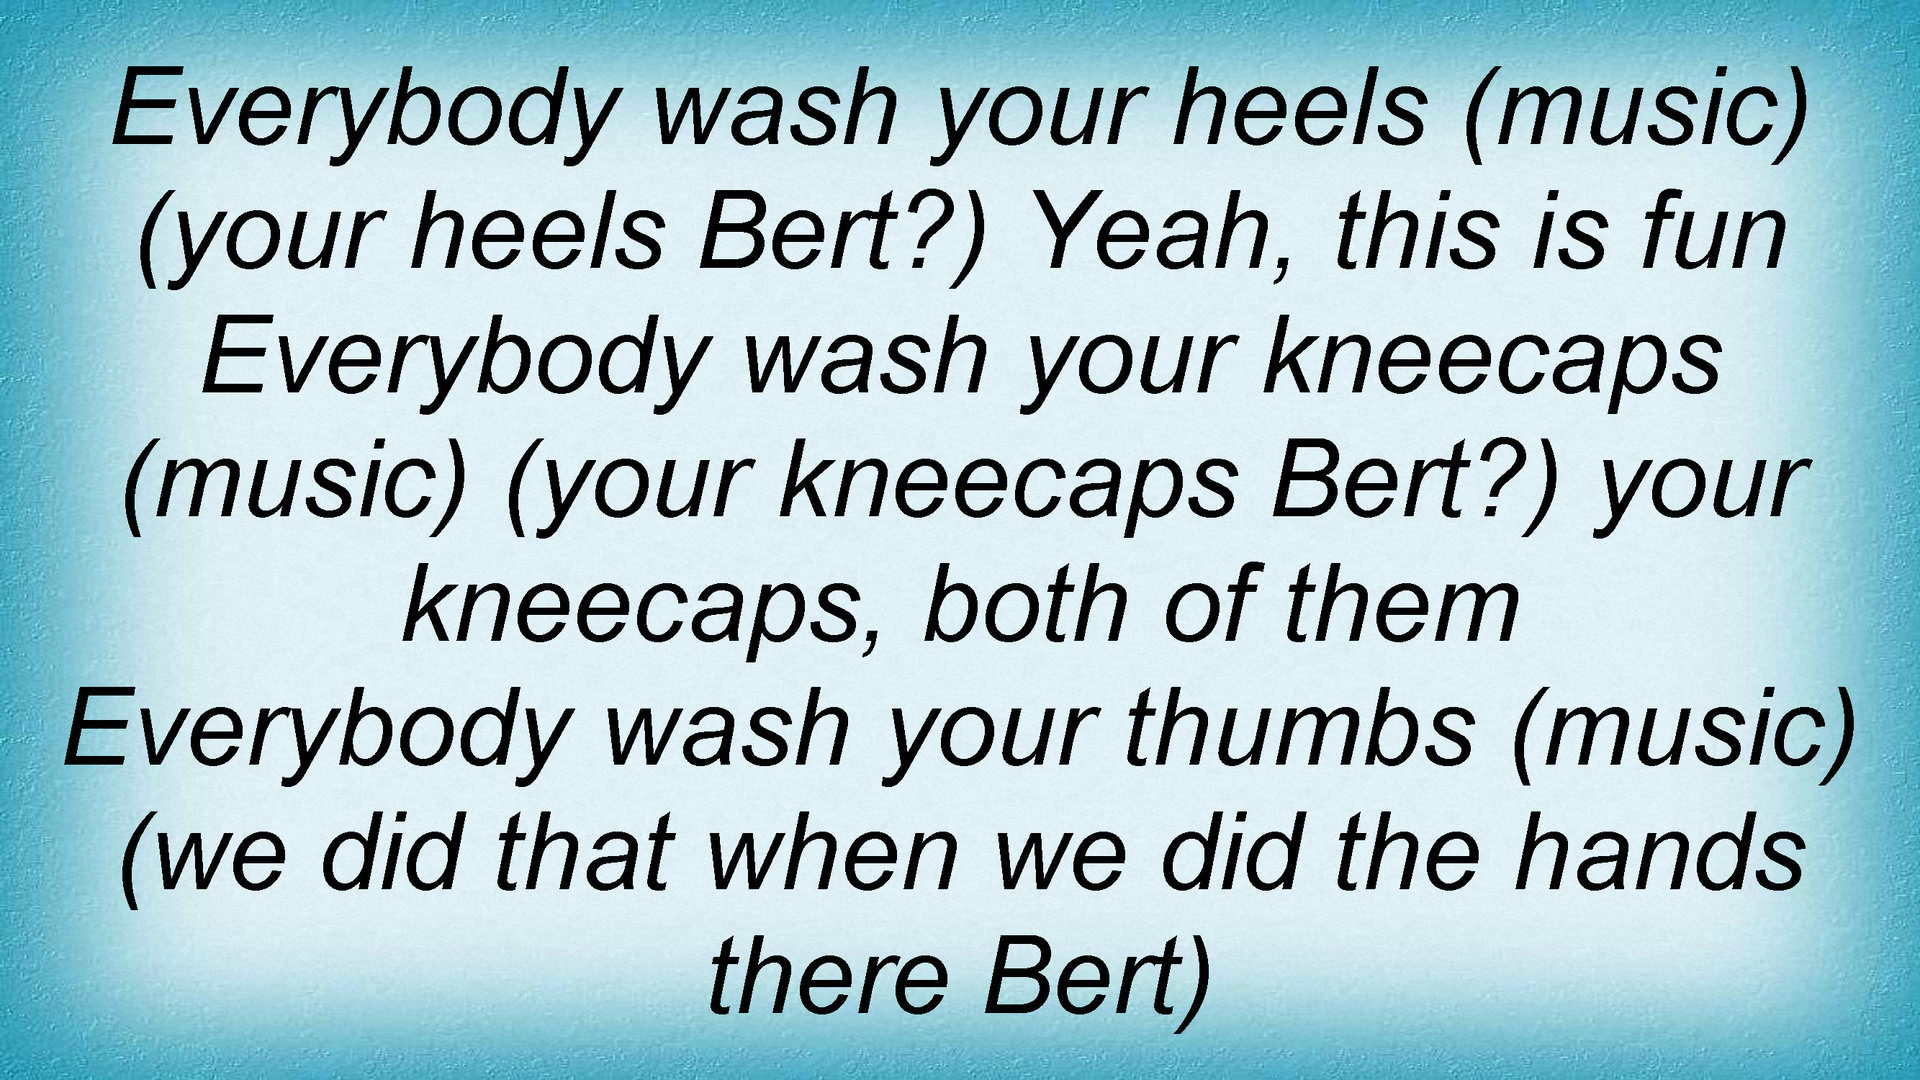 Everybody wash your heels (music)
(your heels Bert?) Yeah, this is fun
Everybody wash your kneecaps
(music) (your kneecaps Bert?) your
kneecaps, both of them
Everybody wash your thumbs (music)
(we did that when we did the hands
there Bert)